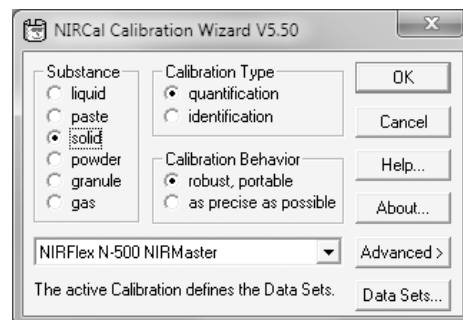 NIRCal Calibration Wizard V5.50
Substance
liquid
paste
solid
powder
granule
gas
Calibration Type
quantification
identification
Calibration Behavior
robust, portable
as precise as possible
OK
Cancel
Help...
About...
NIRFlex N-500 NIRMaster
Advanced >
The active Calibration defines the Data Sets.
Data Sets...